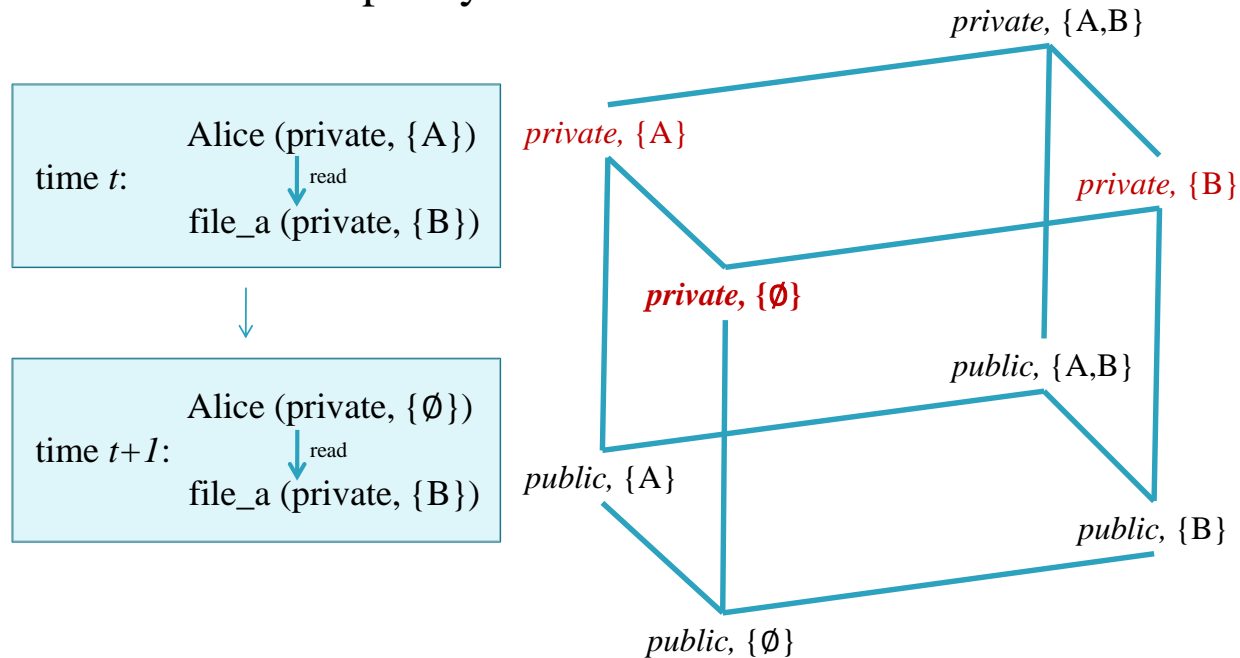 Alice (private, {A})
time t:
read
file_a (private, {B})
Alice (private, {∅})
time t+1:
read
file_a (private, {B})
private, {A,B}
private, {A}
private, {B}
private, {∅}
public, {A,B}
public, {A}
public, {B}
public, {∅}